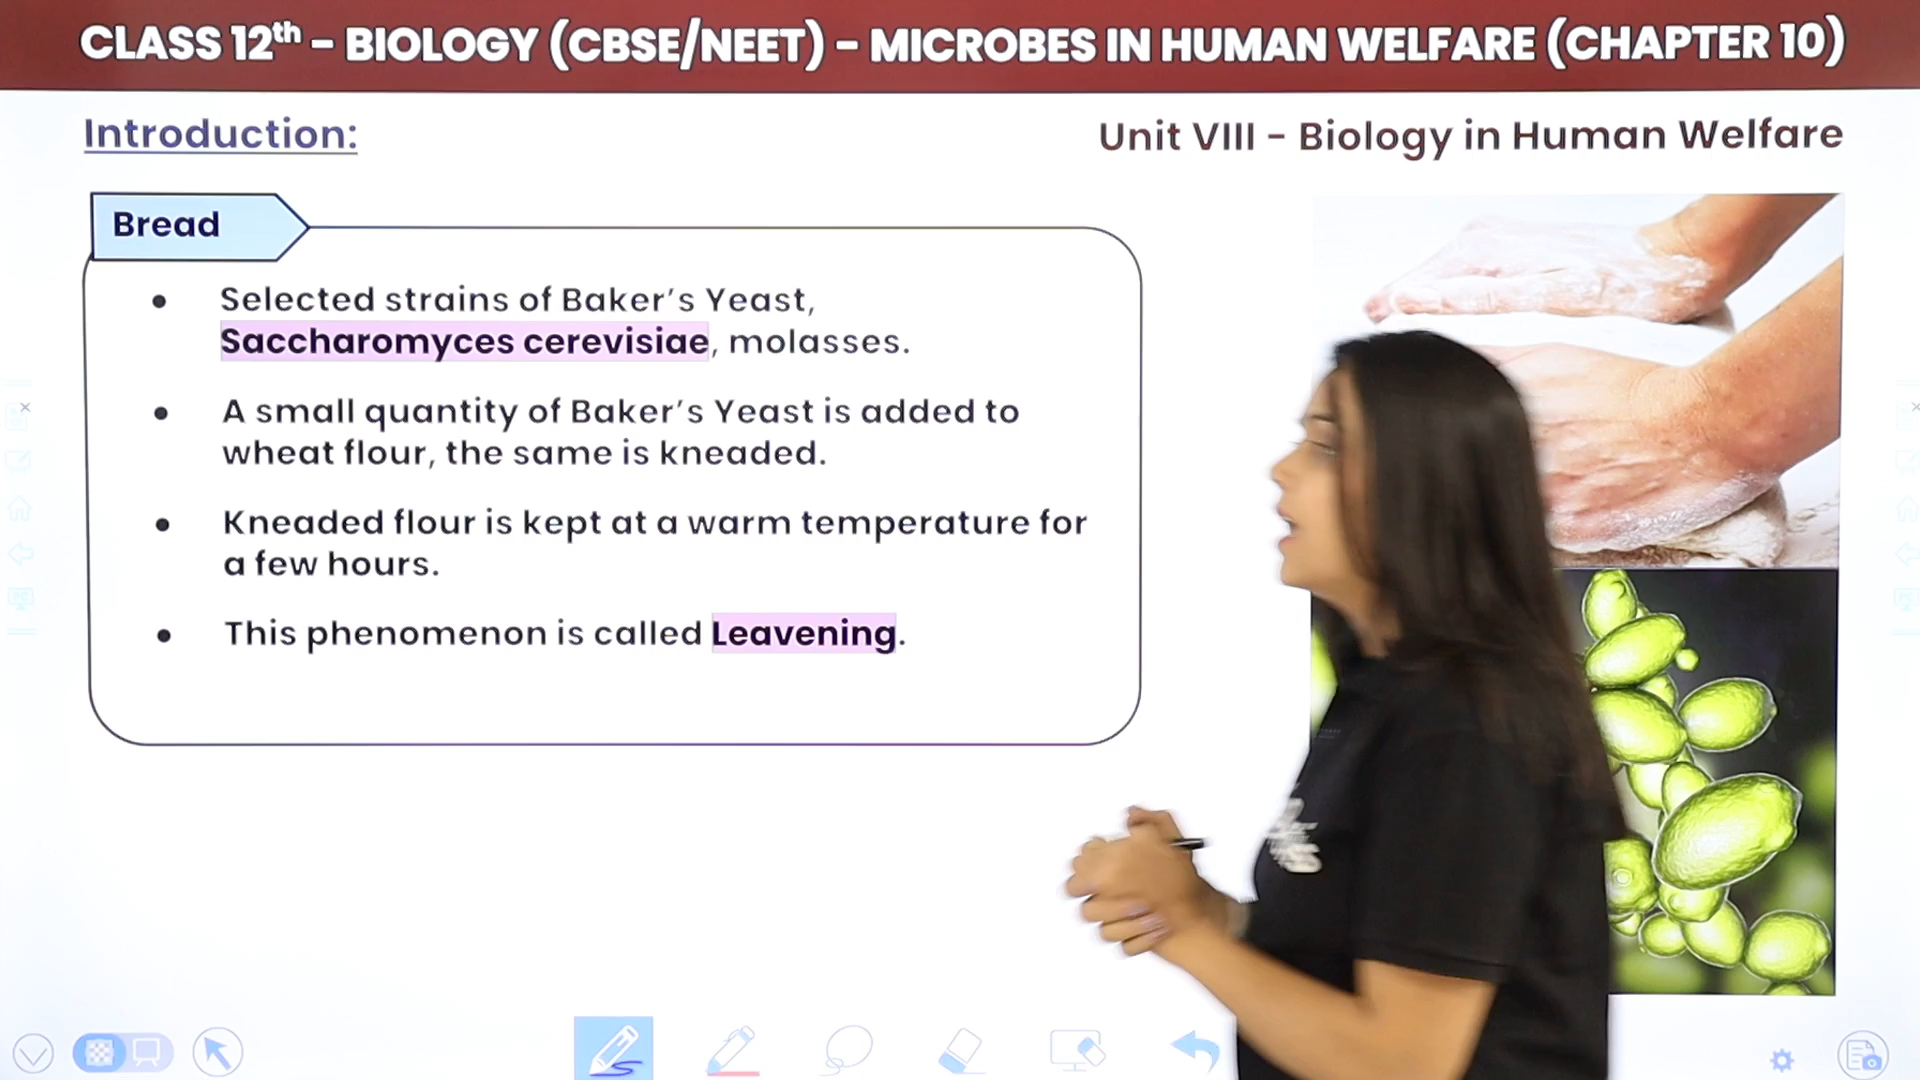 CLASS 12th - BIOLOGY (CBSE/NEET) - MICROBES IN HUMAN WELFARE (CHAPTER 10)
Introduction:
Unit VIII - Biology in Human Welfare
Bread
• Selected strains of Baker's Yeast,
Saccharomyces cerevisiae, molasses.
• A small quantity of Baker's Yeast is added to
wheat flour, the same is kneaded.
• Kneaded flour is kept at a warm temperature for
a few hours.
• This phenomenon is called Leavening.